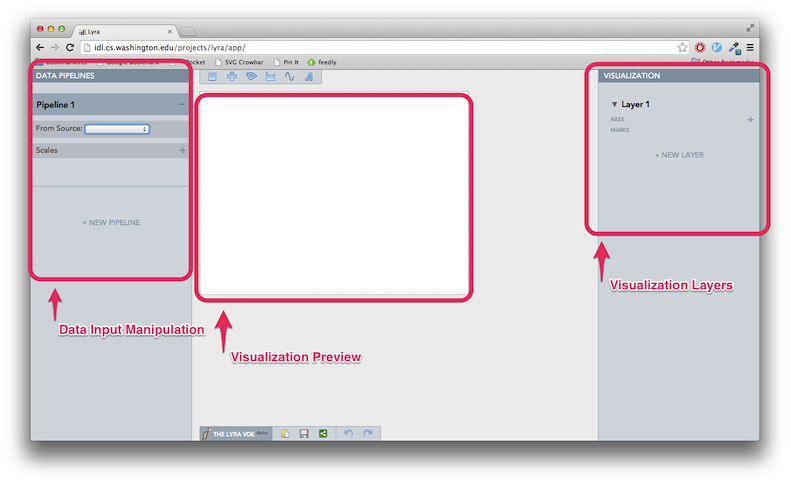 Lyra
idl.cs.washington.edu/projects/lyra/app/
Pocket
SVG Crowbar
Pin It
feedly
Other Bookmarks
DATA PIPELINES
VISUALIZATION
Pipeline 1
Layer 1
From Source:
AXES
MARKS
Scales
+ NEW LAYER
+ NEW PIPELINE
Visualization Layers
Data Input Manipulation
Visualization Preview
THE LYRA VDE alpha